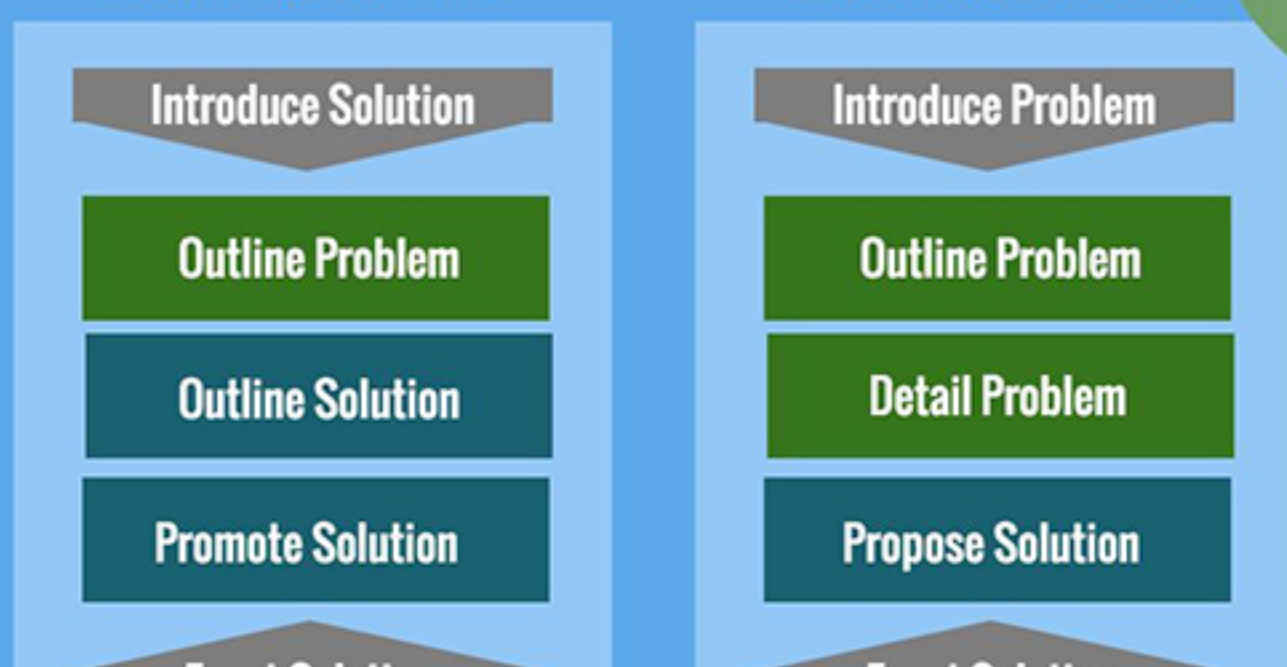 Introduce Solution
Outline Problem
Outline Solution
Promote Solution
Introduce Problem
Outline Problem
Detail Problem
Propose Solution